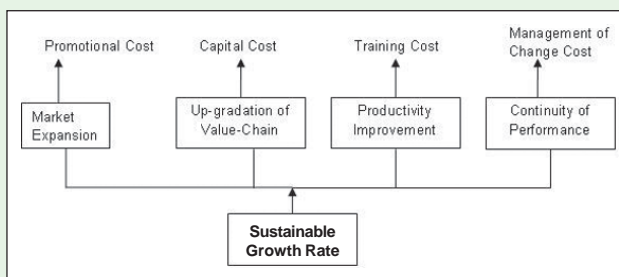 Promotional Cost
Capital Cost
Training Cost
Management of
Change Cost
Market
Expansion
Up-gradation of
Value-Chain
Productivity
Improvement
Continuity of
Performance
Sustainable
Growth Rate